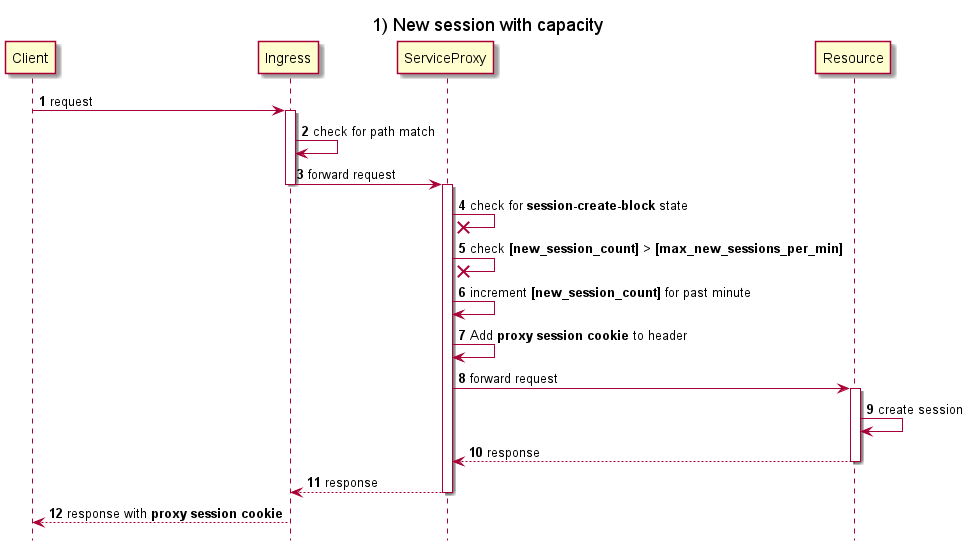 1) New session with capacity
Client
Ingress
ServiceProxy
Resource
1 request
2 check for path match
3 forward request
4 check for session-create-block state
5 check [new_session_count] > [max_new_sessions_per_min]
6 increment [new_session_count] for past minute
7 Add proxy session cookie to header
8 forward request
9 create session
10 response
11 response
12 response with proxy session cookie